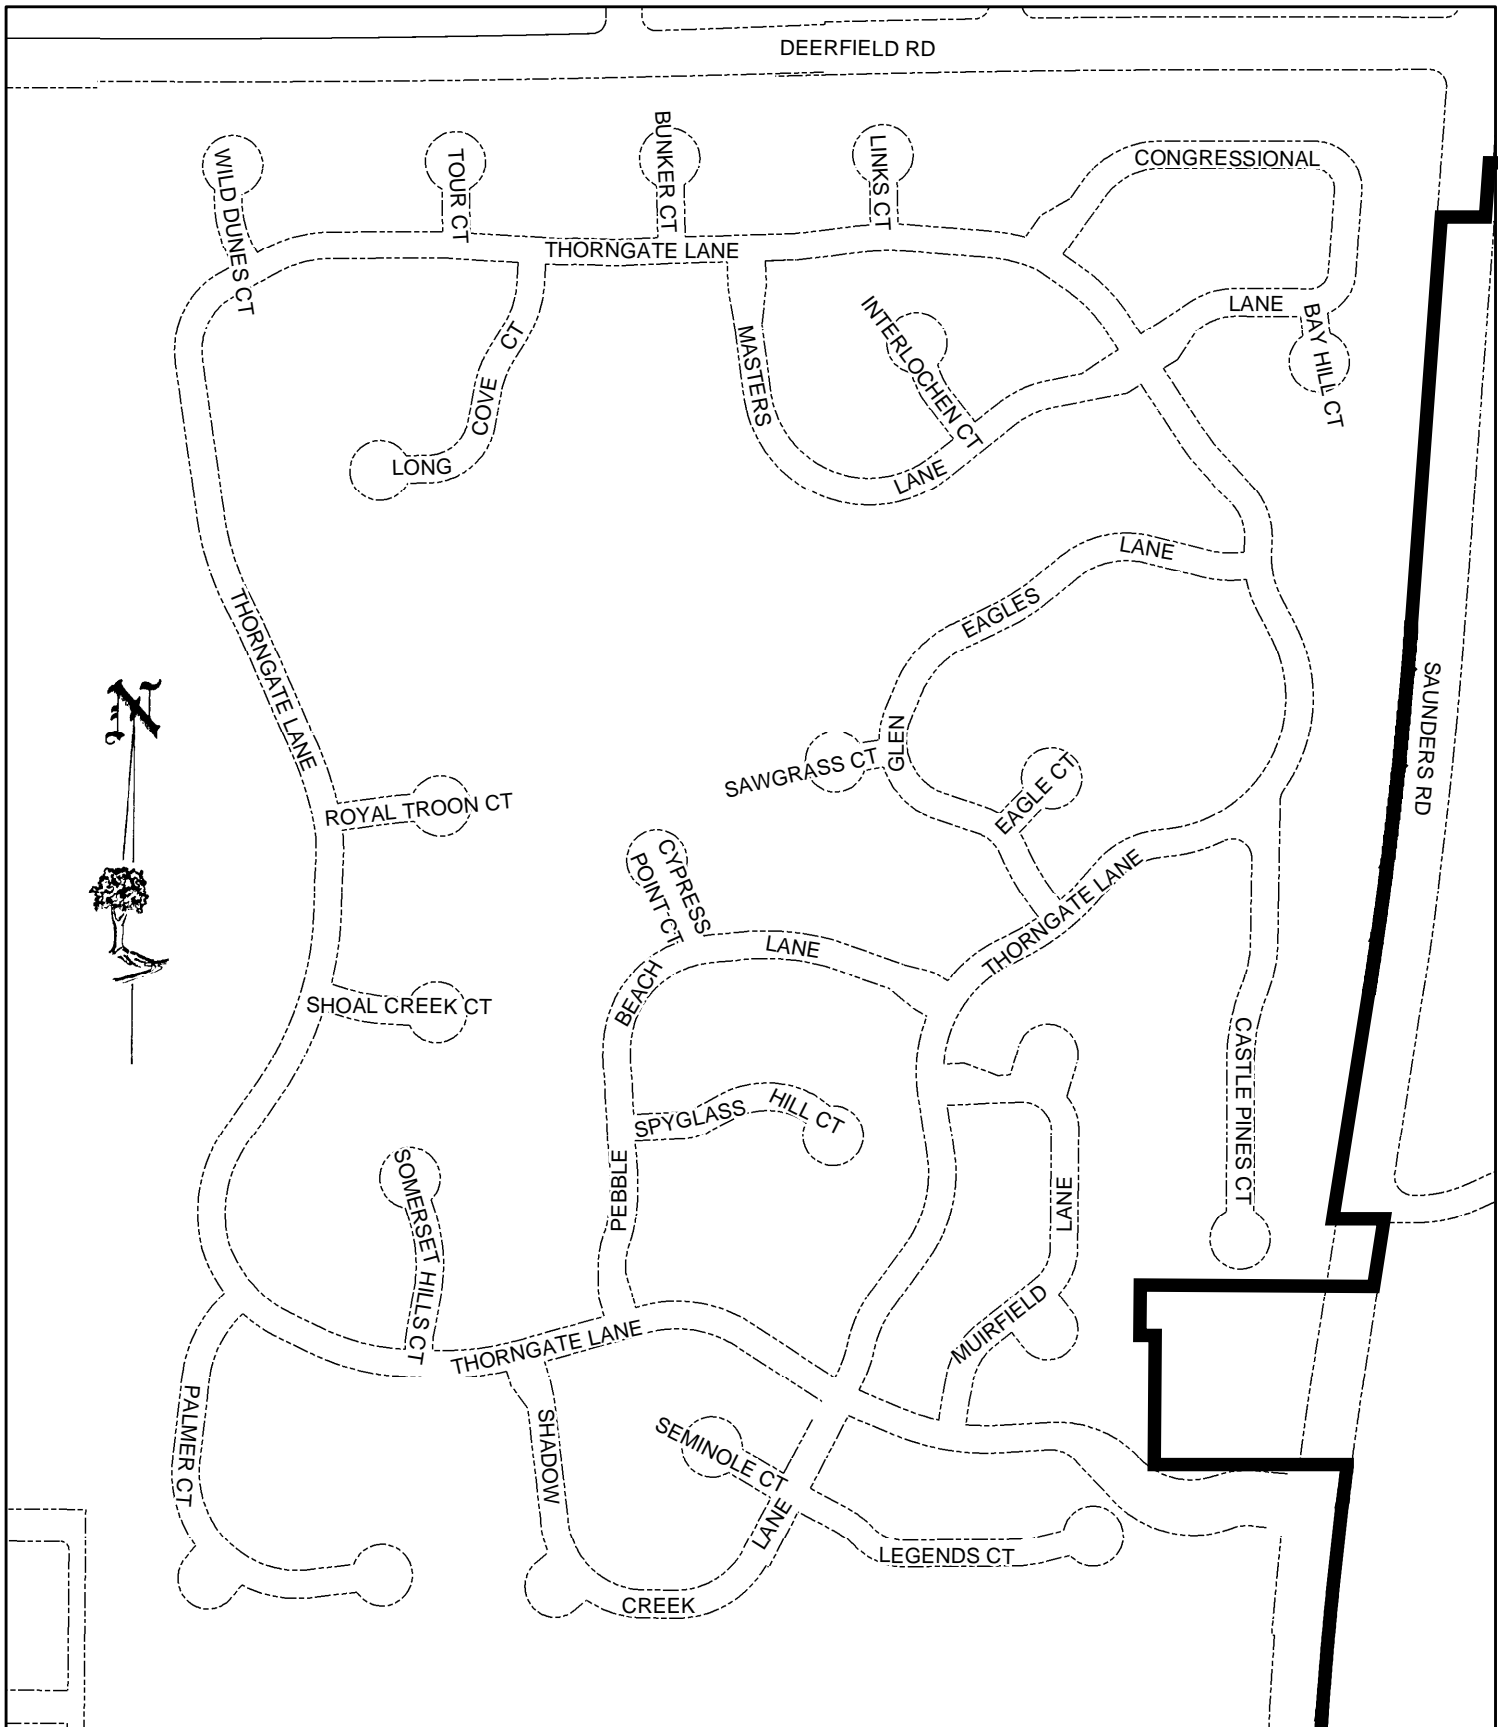 DEERFIELD RD
WILD DUNES CT
TOUR CT
BUNKER CT
LINKS CT
CONGRESSIONAL
THORNGATE LANE
LANE
BAY HILL CT
INTERLOCHEN CT
MASTERS
LANE
CT
COVE
LONG
LANE
EAGLES
GLEN
THORNGATE LANE
N
SAUNDERS RD
SAWGRASS CT
EAGLE CT
ROYAL TROON CT
CYPRESS
POINT CT
THORNGATE LANE
LANE
BEACH
SHOAL CREEK CT
CASTLE PINES CT
SPYGLASS
HILL CT
PEBBLE
LANE
SOMERSET HILLS CT
MUIRFIELD
THORNGATE LANE
PALMER CT
SHADOW
SEMINOLE CT
LANE
LEGENDS CT
CREEK